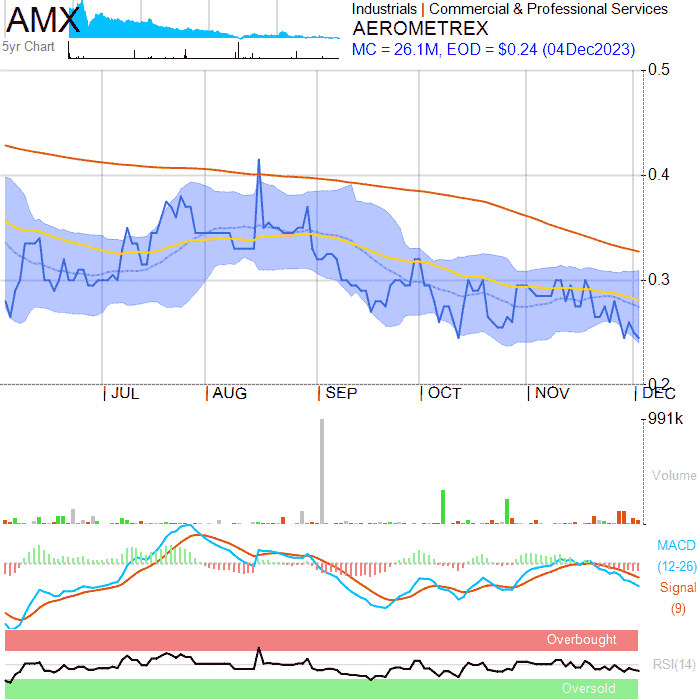 AMX
5yr Chart
Industrials | Commercial & Professional Services
AEROMETREX
MC = 26.1M, EOD = $0.24 (04Dec2023)
0.5
0.4
0.3
0.2
JUL AUG SEP OCT NOV DEC
991k
Volume
MACD
(12-26)
Signal
(9)
Overbought
RSI(14)
Oversold